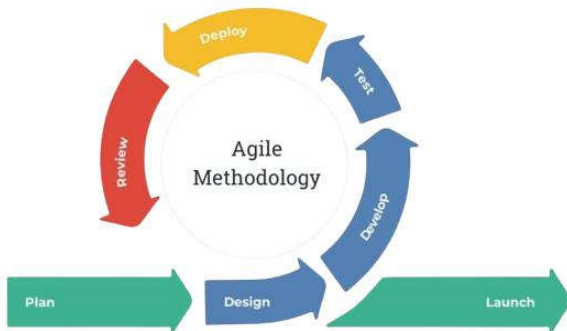 Deploy
Test
Agile
Methodology
Review
Develop
Plan
Design
Launch